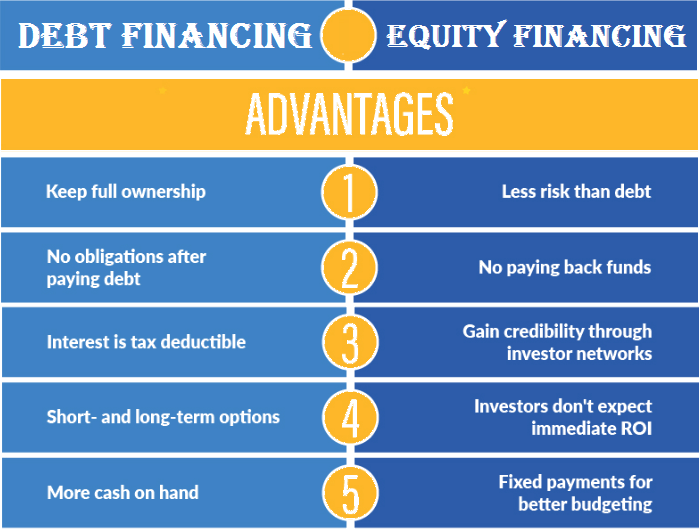 DEBT FINANCING
EQUITY FINANCING
ADVANTAGES
Keep full ownership
1
Less risk than debt
No obligations after
paying debt
2
No paying back funds
Interest is tax deductible
3
Gain credibility through
investor networks
Short- and long-term options
4
Investors don't expect
immediate ROI
More cash on hand
5
Fixed payments for
better budgeting